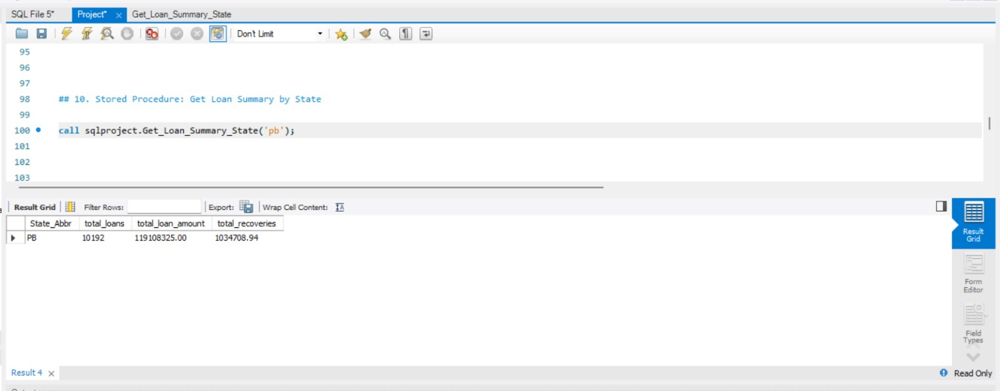 SQL File 5* Project* Get_Loan_Summary_State
Don't Limit
95
96
97
98 ## 10. Stored Procedure: Get Loan Summary by State
99
100 call sqlproject.Get_Loan_Summary_State('pb');
101
102
103
Result Grid Filter Rows: Export: Wrap Cell Content:
State_Abbr total_loans total_loan_amount total_recoveries
PB 10192 119108325.00 1034708.94
Result
Grid
Form
Editor
Field
Types
Result 4 Read Only